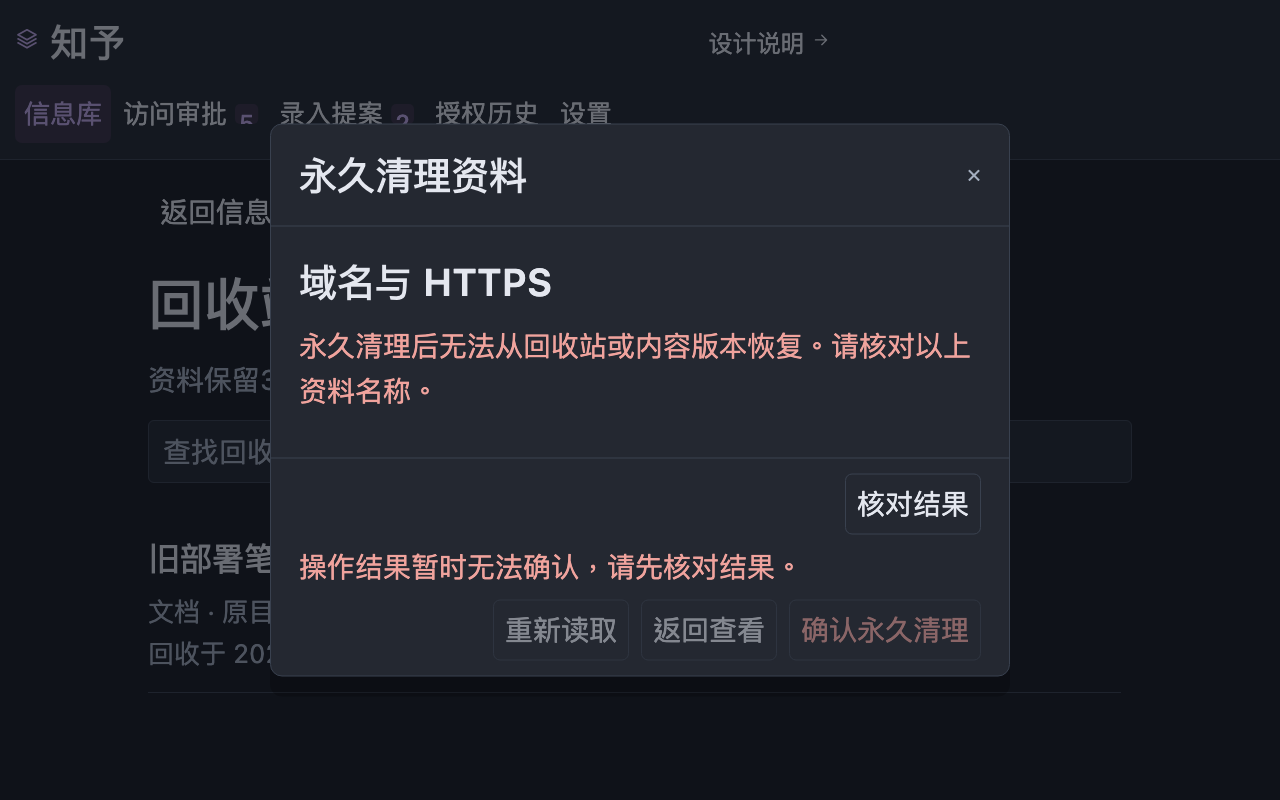 知予
设计说明 →
信息库 访问审批 5 录入提案 2 授权历史 设置
永久清理资料 ×
返回信息
域名与 HTTPS
回收
永久清理后无法从回收站或内容版本恢复。请核对以上
资料名称。
资料保留3
查找回收
核对结果
旧部署笔
操作结果暂时无法确认，请先核对结果。
文档 · 原目
重新读取 返回查看 确认永久清理
回收于 202